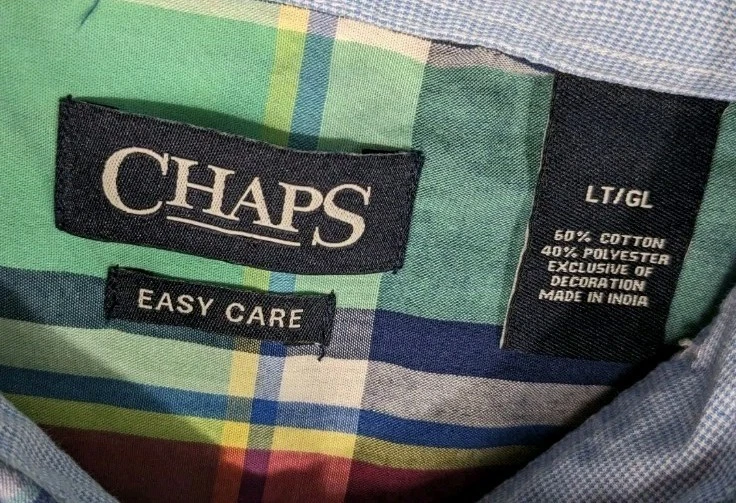 CHAPS
EASY CARE
LT/GL
60% COTTON
40% POLYESTER
EXCLUSIVE OF
DECORATION
MADE IN INDIA